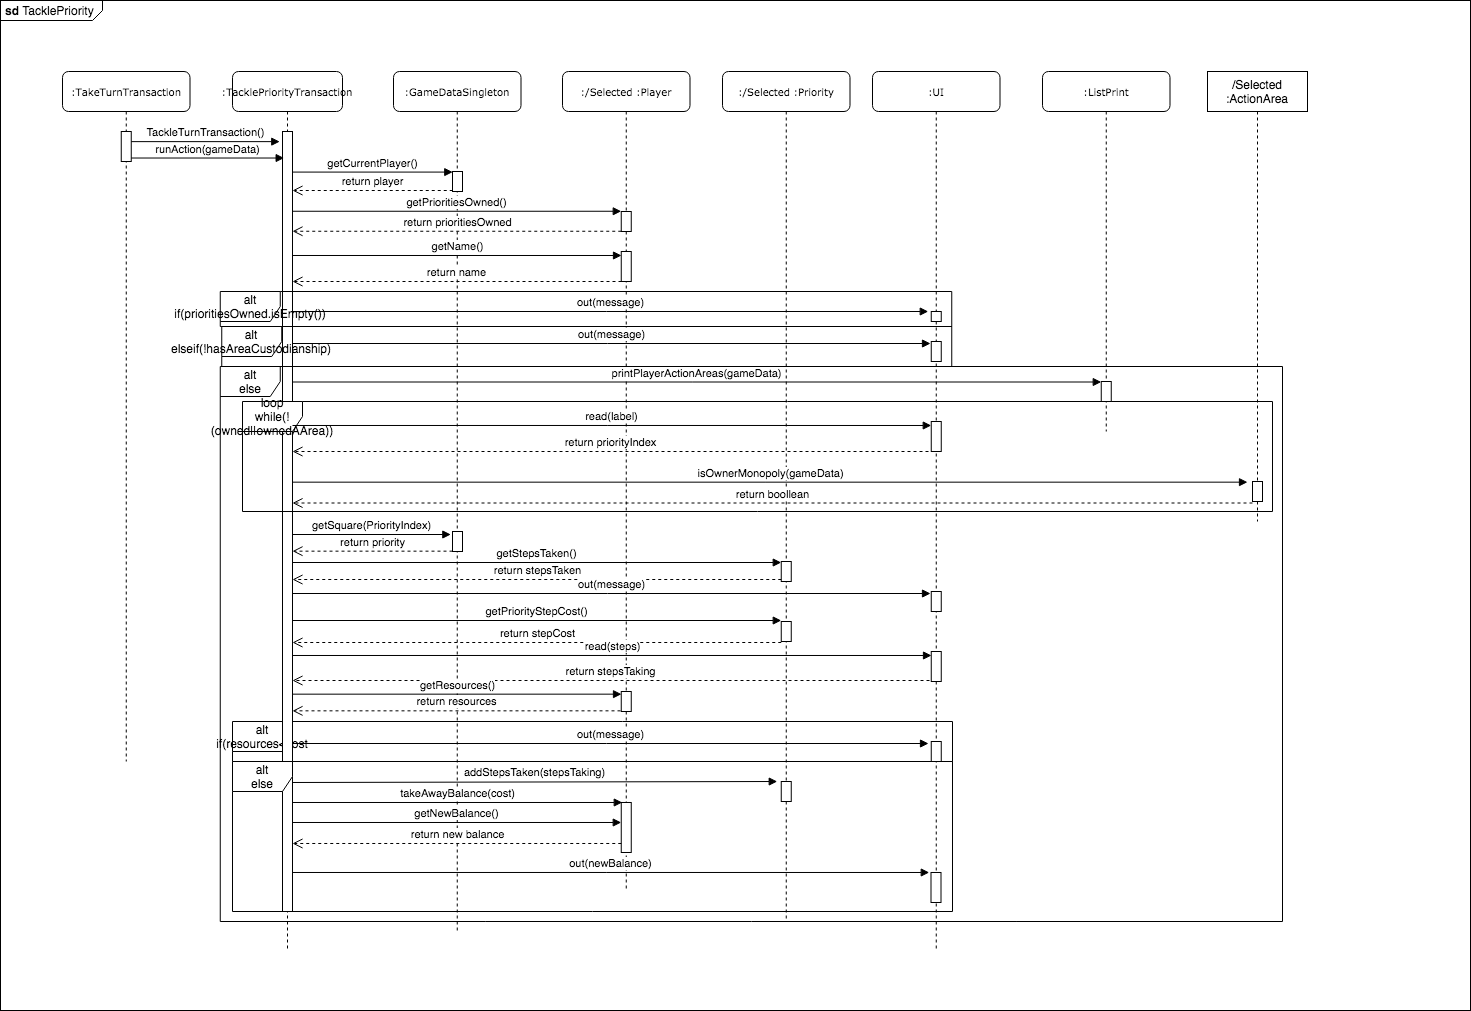 sd TacklePriority
:TakeTurnTransaction
:TacklePriorityTransaction
:GameDataSingleton
:/Selected :Player
:/Selected :Priority
:UI
:ListPrint
/Selected
:ActionArea
TackleTurnTransaction()
runAction(gameData)
getCurrentPlayer()
return player
getPrioritiesOwned()
return prioritiesOwned
getName()
return name
alt
if(prioritiesOwned.isEmpty())
out(message)
alt
elseif(!hasAreaCustodianship)
out(message)
alt
else
printPlayerActionAreas(gameData)
loop
while(!
(owned||ownedAArea))
read(label)
return priorityIndex
isOwnerMonopoly(gameData)
return boollean
getSquare(PriorityIndex)
return priority
getStepsTaken()
return stepsTaken
out(message)
getPriorityStepCost()
return stepCost
read(steps)
return stepsTaking
getResources()
return resources
alt
if(resources<cost
out(message)
alt
else
addStepsTaken(stepsTaking)
takeAwayBalance(cost)
getNewBalance()
return new balance
out(newBalance)